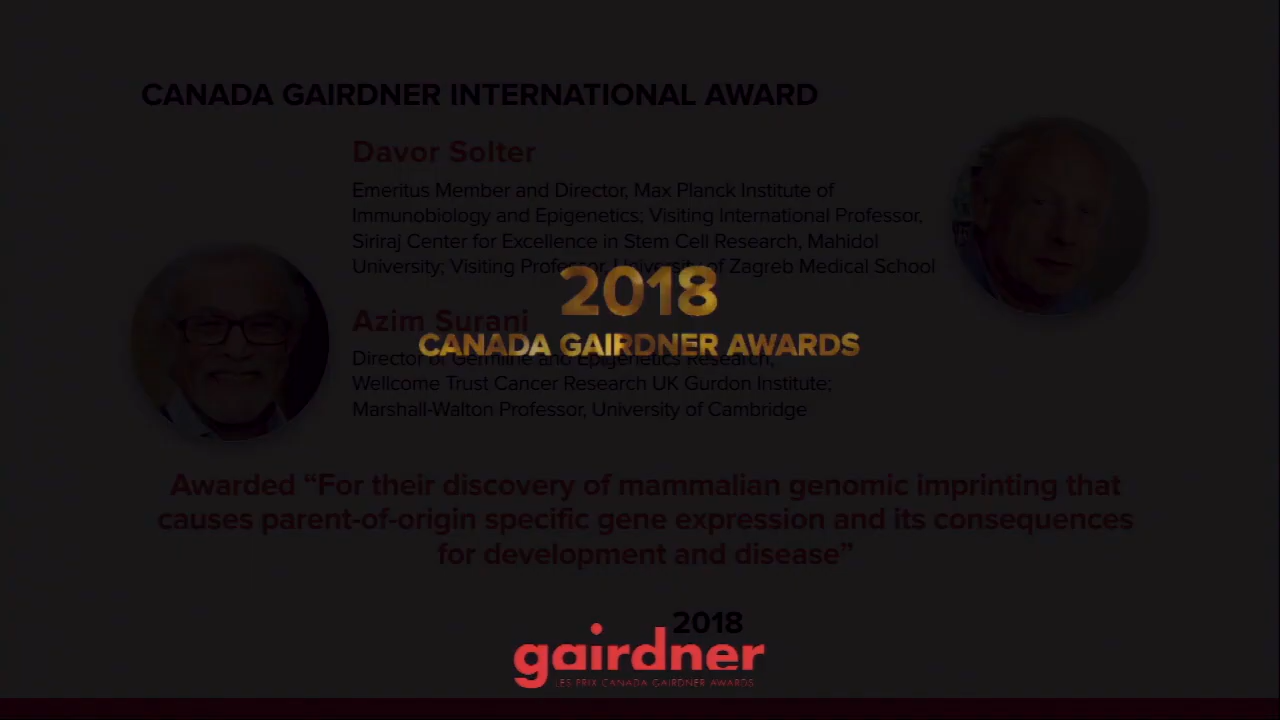 CANADA GAIRDNER INTERNATIONAL AWARD
Davor Solter
Emeritus Member and Director, Max Planck Institute of
Immunobiology and Epigenetics; Visiting International Professor,
Siriraj Center for Excellence in Stem Cell Research, Mahidol
University; Visiting Professor, University of Zagreb Medical School
2018
CANADA GAIRDNER AWARDS
Azim Surani
Director of Germline and Epigenetics Research,
Wellcome Trust Cancer Research UK Gurdon Institute;
Marshall-Walton Professor, University of Cambridge
Awarded “For their discovery of mammalian genomic imprinting that
causes parent-of-origin specific gene expression and its consequences
for development and disease”
2018
gairdner
LES PRIX CANADA GAIRDNER AWARDS